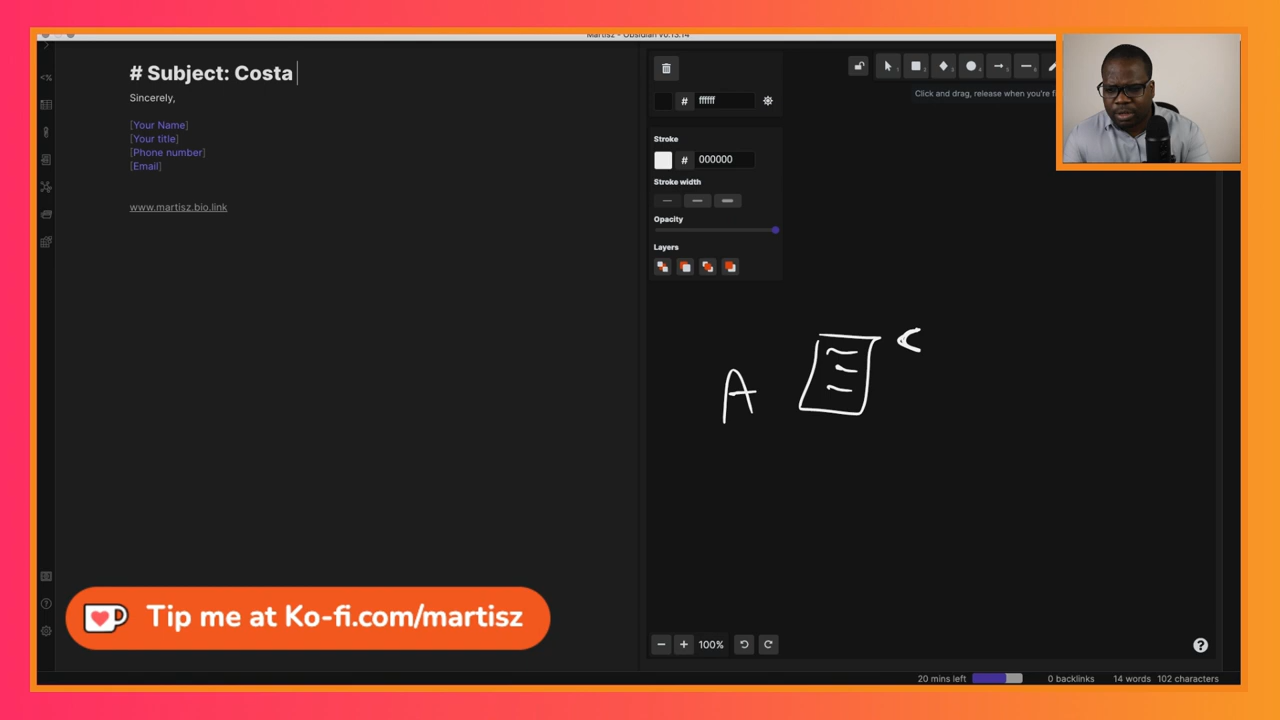 Martisz - Obsidian v0.13.14
# Subject: Costa
Sincerely,
[Your Name]
[Your title]
[Phone number]
[Email]
www.martisz.bio.link
# ffffff
Stroke
# 000000
Stroke width
Opacity
Layers
Click and drag, release when you're fi
A
<
Tip me at Ko-fi.com/martisz
100%
20 mins left
0 backlinks
14 words 102 characters